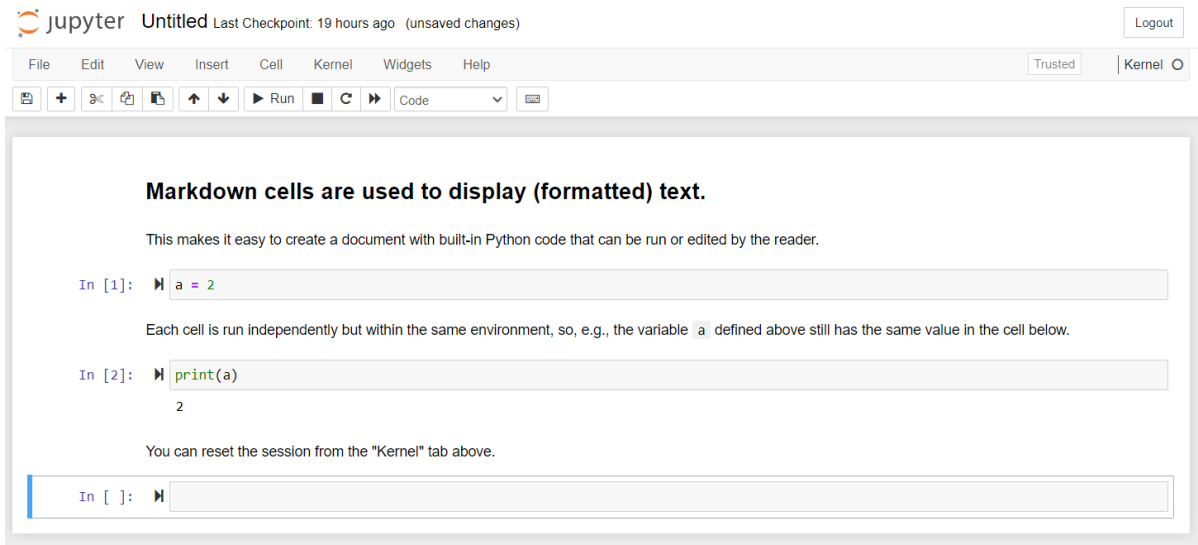 jupyter Untitled Last Checkpoint: 19 hours ago (unsaved changes) Logout
File Edit View Insert Cell Kernel Widgets Help Trusted Kernel
Run Code
Markdown cells are used to display (formatted) text.
This makes it easy to create a document with built-in Python code that can be run or edited by the reader.
In [1]: a = 2
Each cell is run independently but within the same environment, so, e.g., the variable a defined above still has the same value in the cell below.
In [2]: print(a)
2
You can reset the session from the "Kernel" tab above.
In [ ]: